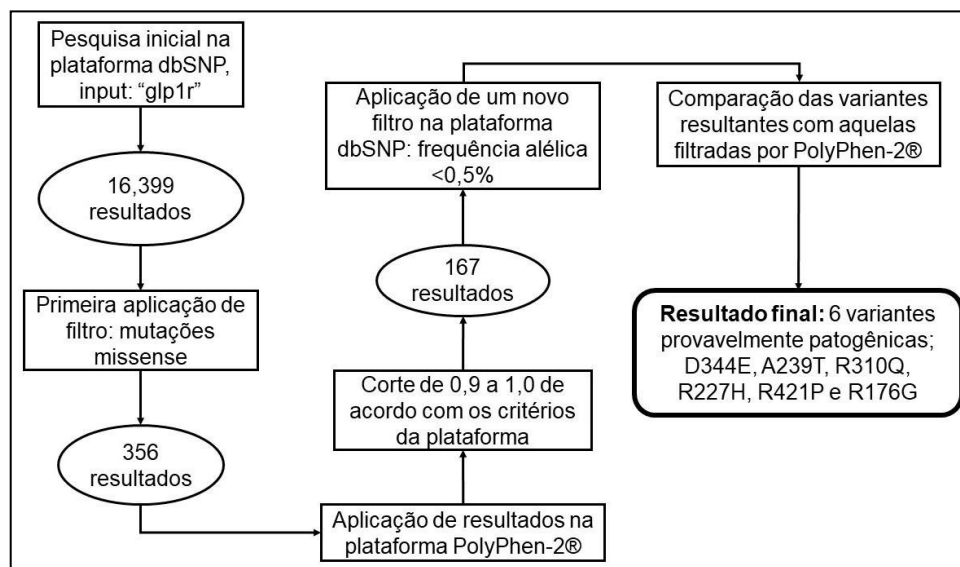 Pesquisa inicial na
plataforma dbSNP,
input: “glp1r”
16,399
resultados
Primeira aplicação de
filtro: mutações
missense
356
resultados
Aplicação de resultados na
plataforma PolyPhen-2®
Corte de 0,9 a 1,0 de
acordo com os critérios
da plataforma
167
resultados
Aplicação de um novo
filtro na plataforma
dbSNP: frequência alélica
<0,5%
Comparação das variantes
resultantes com aquelas
filtradas por PolyPhen-2®
Resultado final: 6 variantes
provavelmente patogênicas;
D344E, A239T, R310Q,
R227H, R421P e R176G